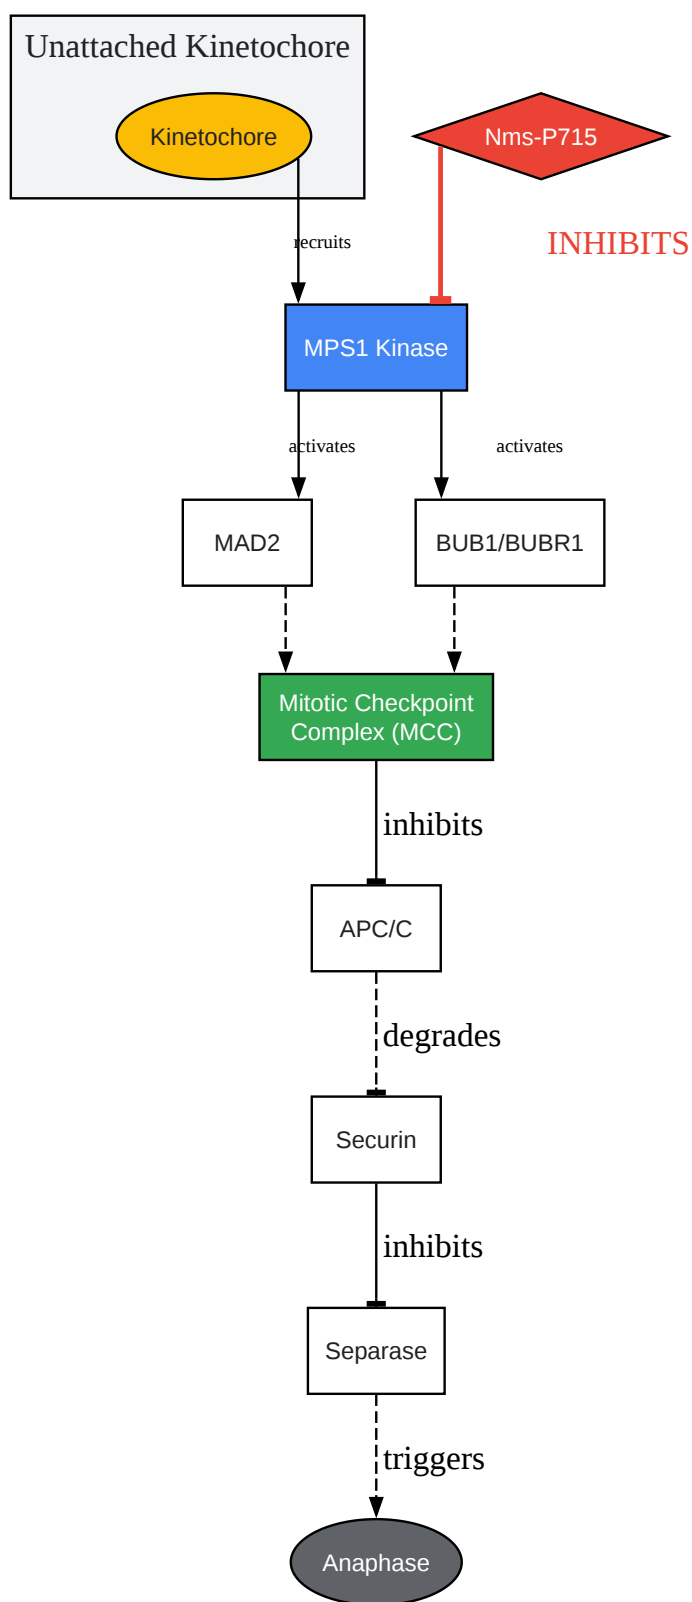 Unattached Kinetochore
Kinetochore
Nms-P715
recruits
INHIBITS
MPS1 Kinase
activates
activates
MAD2
BUB1/BUBR1
Mitotic Checkpoint
Complex (MCC)
inhibits
APC/C
degrades
Securin
inhibits
Separase
triggers
Anaphase